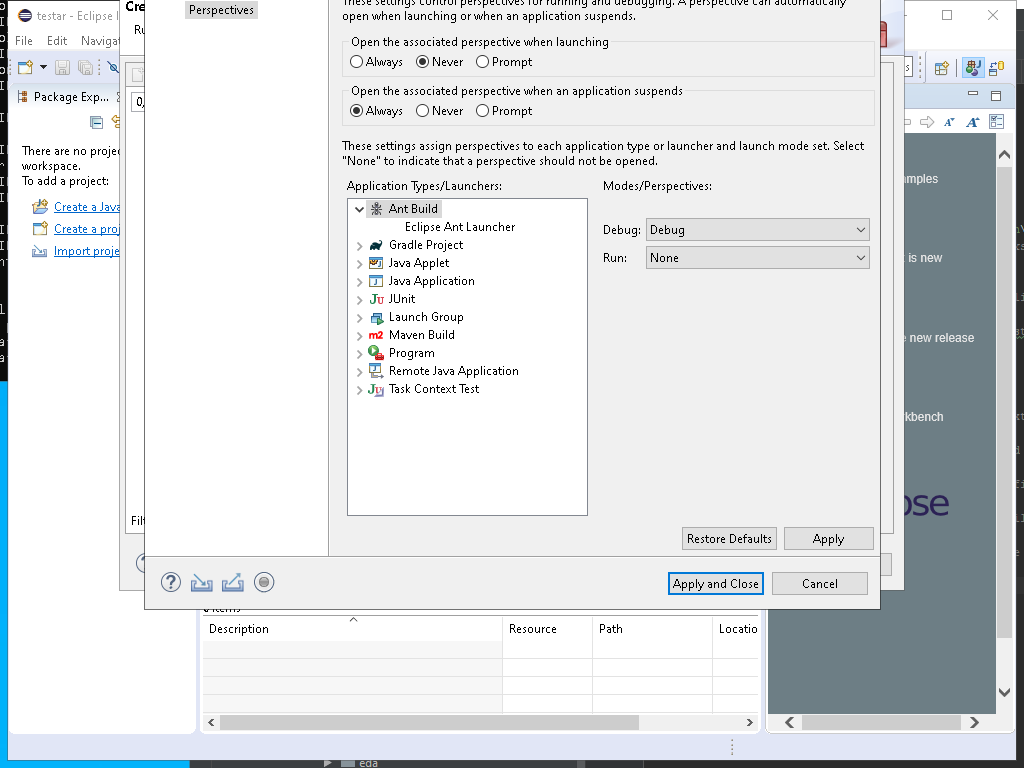 testar - Eclipse I
Cre
Perspectives
These settings control perspectives for running and debugging. A perspective can automatically
open when launching or when an application suspends.
File Edit Navigat
Ru
Open the associated perspective when launching
Always Never Prompt
Open the associated perspective when an application suspends
Always Never Prompt
Package Exp...
0,
These settings assign perspectives to each application type or launcher and launch mode set. Select
"None" to indicate that a perspective should not be opened.
There are no proje
workspace.
To add a project:
Create a Java
Create a proj
Import proje
Application Types/Launchers:
Ant Build
Eclipse Ant Launcher
Gradle Project
Java Applet
Java Application
JUnit
Launch Group
Maven Build
Program
Remote Java Application
Task Context Test
Modes/Perspectives:
Debug: Debug
Run: None
mples
t is new
e new release
rkbench
ose
Filt
Restore Defaults Apply
Apply and Close Cancel
0 items
Description Resource Path Locatio
eda